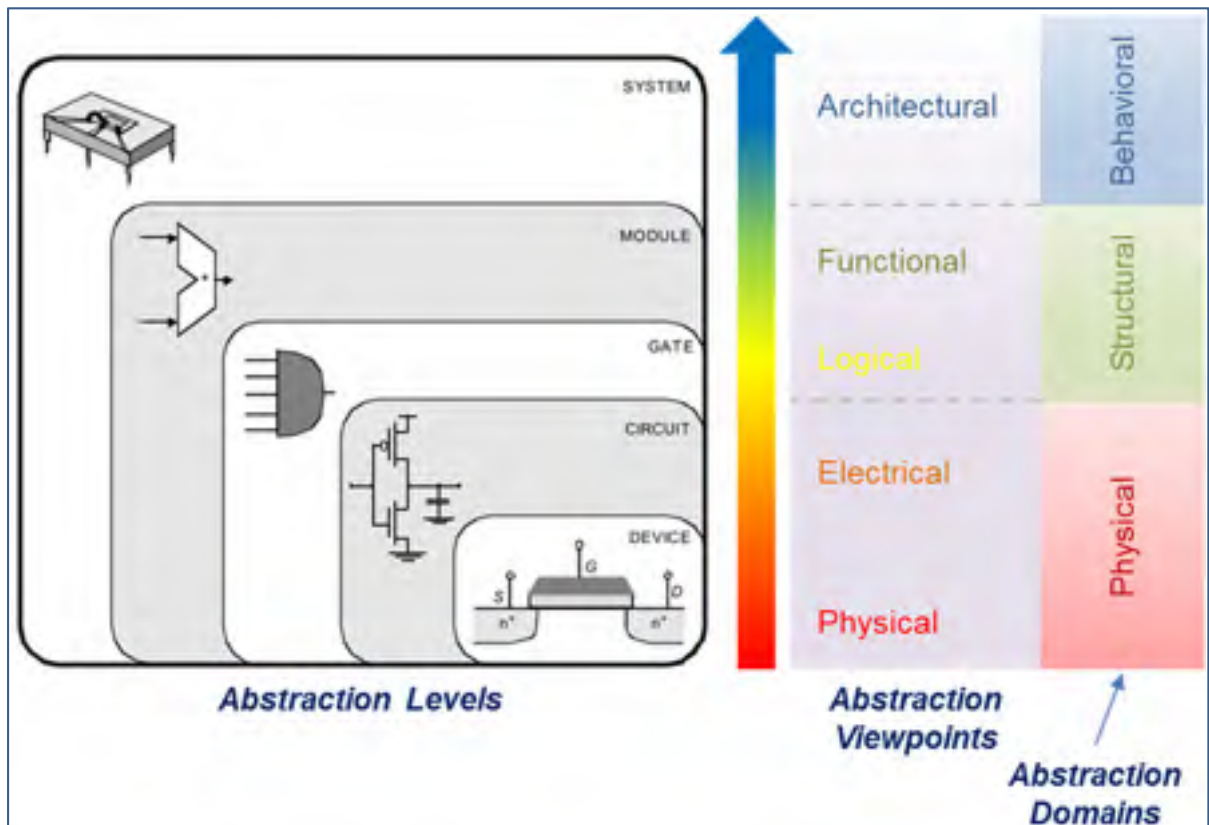 SYSTEM
MODULE
+
GATE
CIRCUIT
DEVICE
S
G
D
n+
n+
Abstraction Levels
Architectural
Functional
Logical
Electrical
Physical
Abstraction
Viewpoints
Behavioral
Structural
Physical
Abstraction
Domains